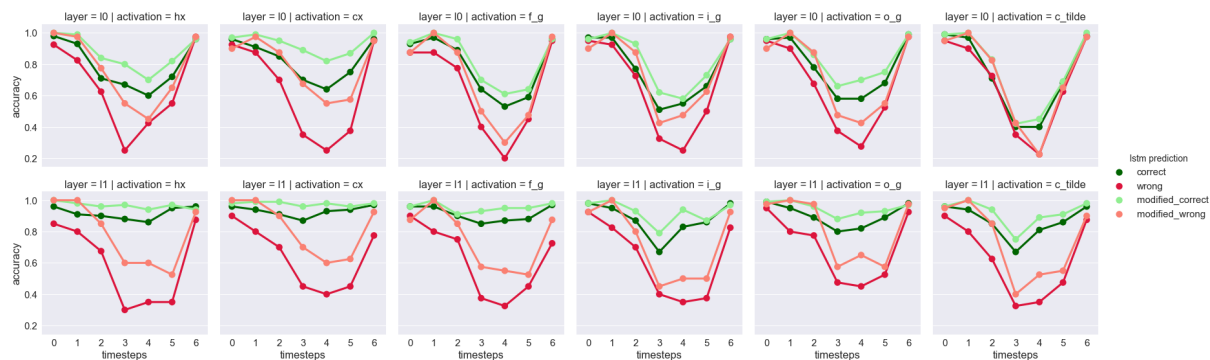 layer = l0 | activation = hx
layer = l0 | activation = cx
layer = l0 | activation = f_g
layer = l0 | activation = i_g
layer = l0 | activation = o_g
layer = l0 | activation = c_tilde
accuracy
1.0
0.8
0.6
0.4
0.2
layer = l1 | activation = hx
layer = l1 | activation = cx
layer = l1 | activation = f_g
layer = l1 | activation = i_g
layer = l1 | activation = o_g
layer = l1 | activation = c_tilde
accuracy
1.0
0.8
0.6
0.4
0.2
0 1 2 3 4 5 6
timesteps
0 1 2 3 4 5 6
timesteps
0 1 2 3 4 5 6
timesteps
0 1 2 3 4 5 6
timesteps
0 1 2 3 4 5 6
timesteps
0 1 2 3 4 5 6
timesteps
lstm prediction
correct
wrong
modified_correct
modified_wrong